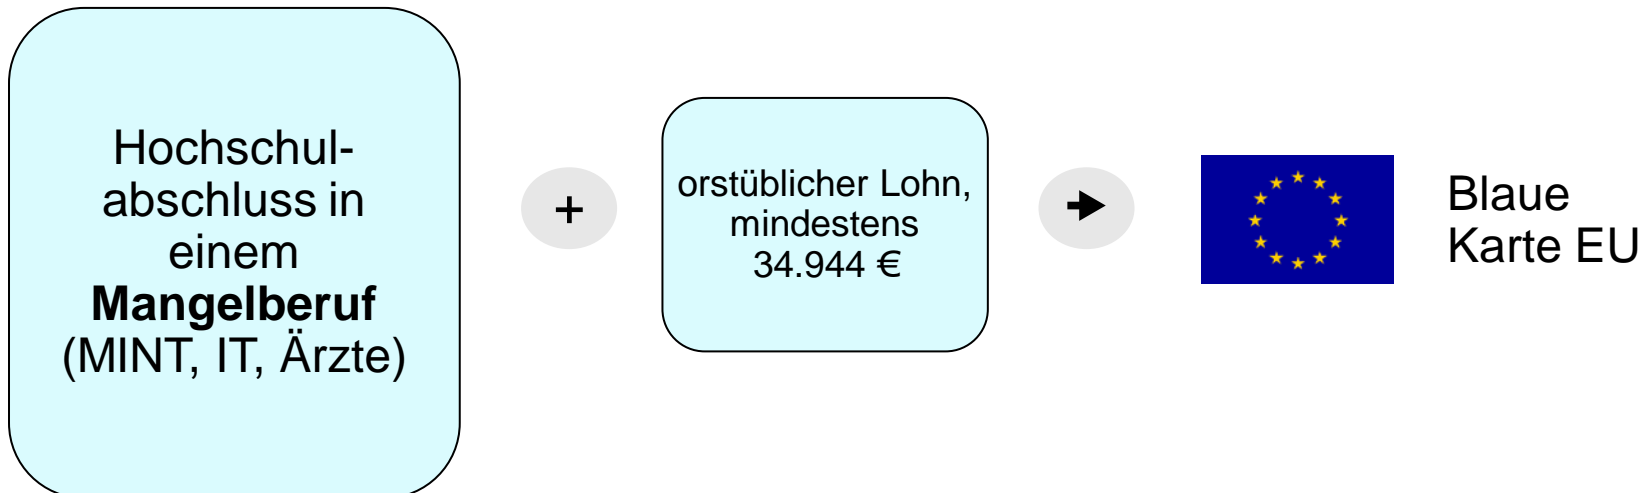 Hochschul-
abschluss in
einem
Mangelberuf
(MINT, IT, Ärzte)
+
orstüblicher Lohn,
mindestens
34.944 €
Blaue
Karte EU